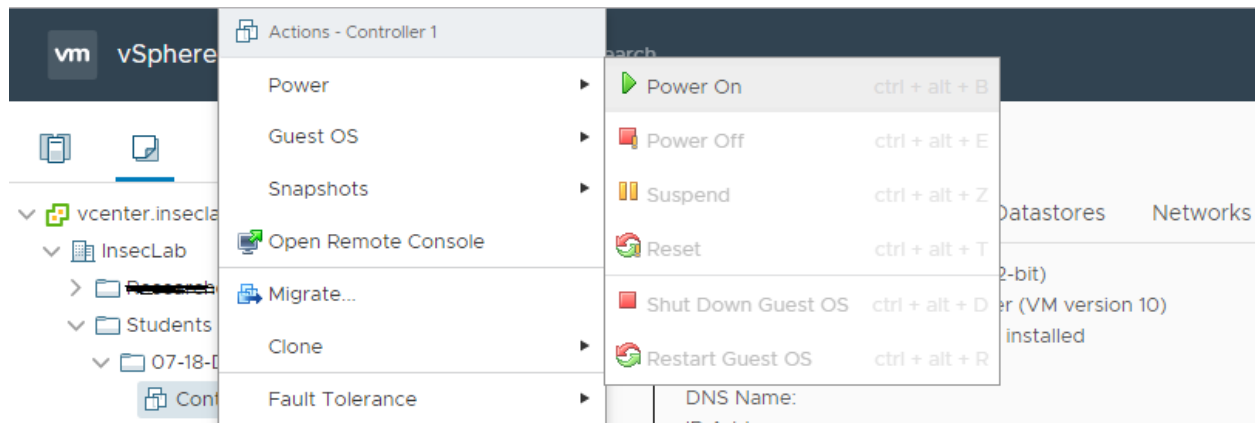 vm vSphere
Actions - Controller 1
earch
Power
Guest OS
Snapshots
Open Remote Console
Migrate...
Clone
Fault Tolerance
Power On ctrl + alt + B
Power Off ctrl + alt + E
Suspend ctrl + alt + Z
Reset ctrl + alt + T
Shut Down Guest OS ctrl + alt + D
Restart Guest OS ctrl + alt + R
vcenter.insecla
InsecLab
Students
07-18-D
Cont
Datastores Networks
2-bit)
er (VM version 10)
installed
DNS Name: